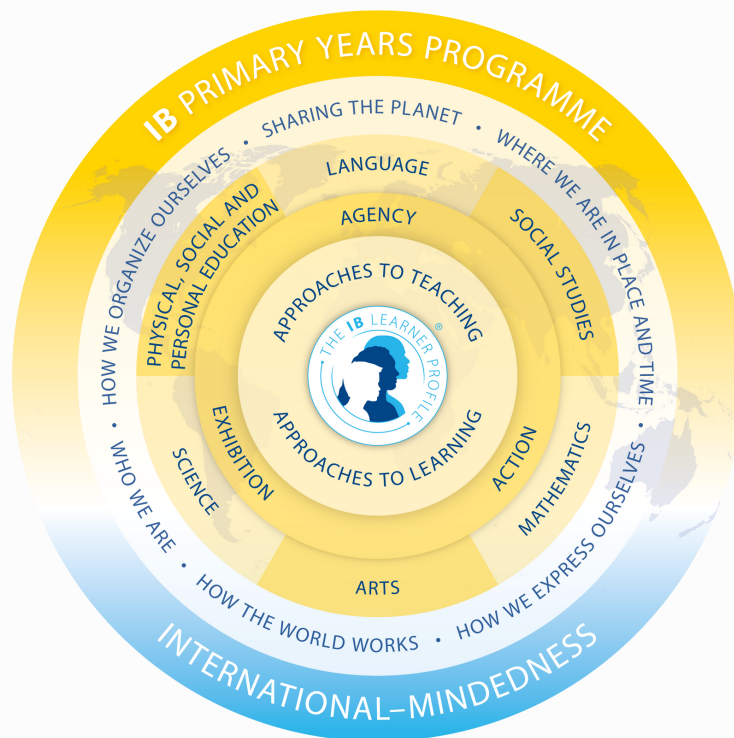 IB PRIMARY YEARS PROGRAMME
SHARING THE PLANET
•
WHERE WE ARE IN PLACE AND TIME
•
HOW WE EXPRESS OURSELVES
•
HOW THE WORLD WORKS
•
WHO WE ARE
•
HOW WE ORGANIZE OURSELVES
•
LANGUAGE
SOCIAL STUDIES
MATHEMATICS
ARTS
SCIENCE
PHYSICAL, SOCIAL AND
PERSONAL EDUCATION
AGENCY
ACTION
EXHIBITION
APPROACHES TO TEACHING
APPROACHES TO LEARNING
• THE IB LEARNER PROFILE •
®
INTERNATIONAL–MINDEDNESS